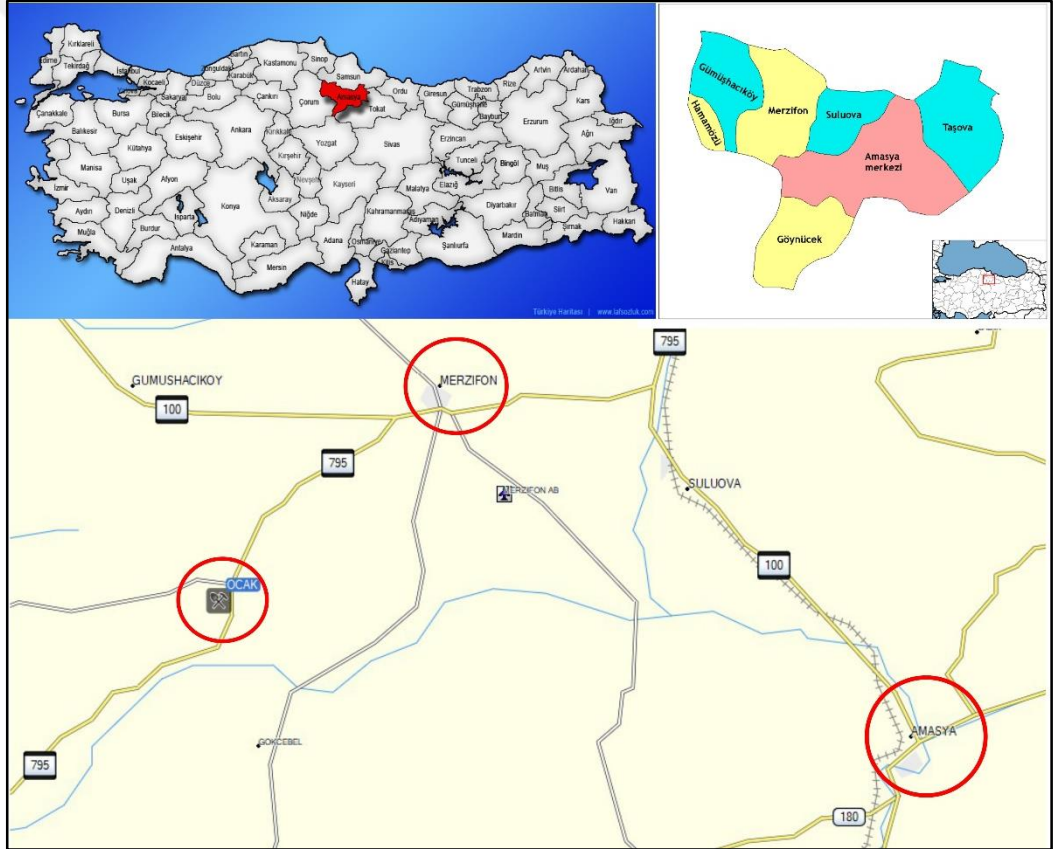 Kırklareli
Edirne
Tekirdağ
İstanbul
Kocaeli
Sakarya
Düzce
Zonguldak
Bartın
Karabük
Kastamonu
Sinop
Samsun
Amasya
Ordu
Giresun
Trabzon
Rize
Artvin
Ardahan
Çanakkale
Bursa
Bilecik
Bolu
Çankırı
Çorum
Tokat
Gümüşhane
Bayburt
Kars
Iğdır
Balıkesir
Eskişehir
Ankara
Kırıkkale
Yozgat
Sivas
Erzincan
Erzurum
Ağrı
Kütahya
Kırşehir
Tunceli
Bingöl
Muş
Manisa
Uşak
Afyon
Nevşehir
Kayseri
Malatya
Elazığ
Bitlis
Van
İzmir
Aksaray
Konya
Isparta
Niğde
Kahramanmaraş
Adıyaman
Diyarbakır
Batman
Siirt
Aydın
Denizli
Burdur
Hakkari
Şırnak
Muğla
Antalya
Karaman
Adana
Osmaniye
Gaziantep
Şanlıurfa
Mardin
Mersin
Kilis
Hatay
Türkiye Haritası | www.lafsozluk.com
Gümüşhacıköy
Hamamözü
Merzifon
Suluova
Taşova
Amasya
merkezi
Göynücek
795
GUMUSHACIKOY
MERZIFON
100
795
MERZIFON AB
SULUOVA
100
OCAK
AMASYA
GOKCEBEL
795
180